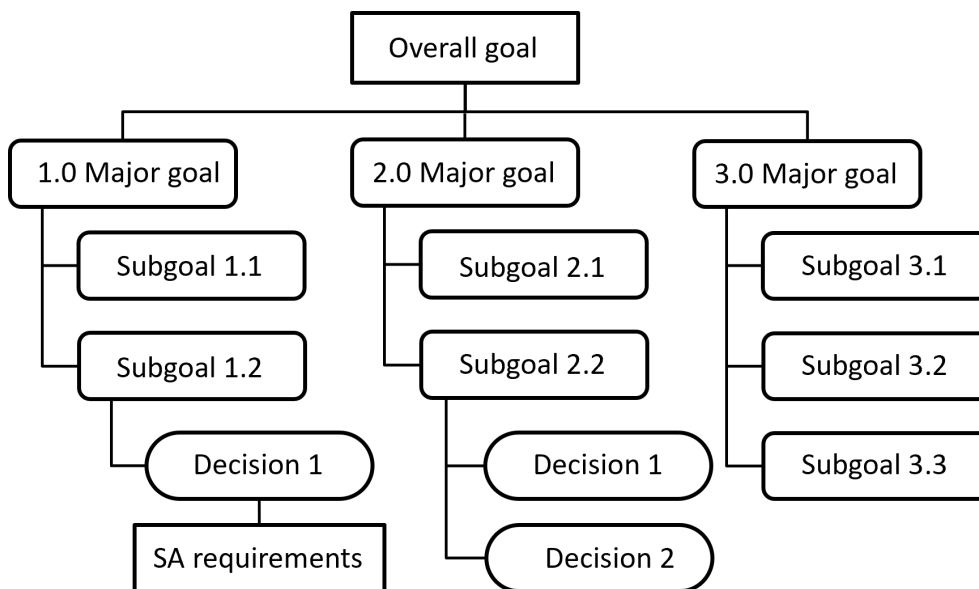 Overall goal
1.0 Major goal
2.0 Major goal
3.0 Major goal
Subgoal 1.1
Subgoal 2.1
Subgoal 3.1
Subgoal 1.2
Subgoal 2.2
Subgoal 3.2
Decision 1
Decision 1
Subgoal 3.3
SA requirements
Decision 2